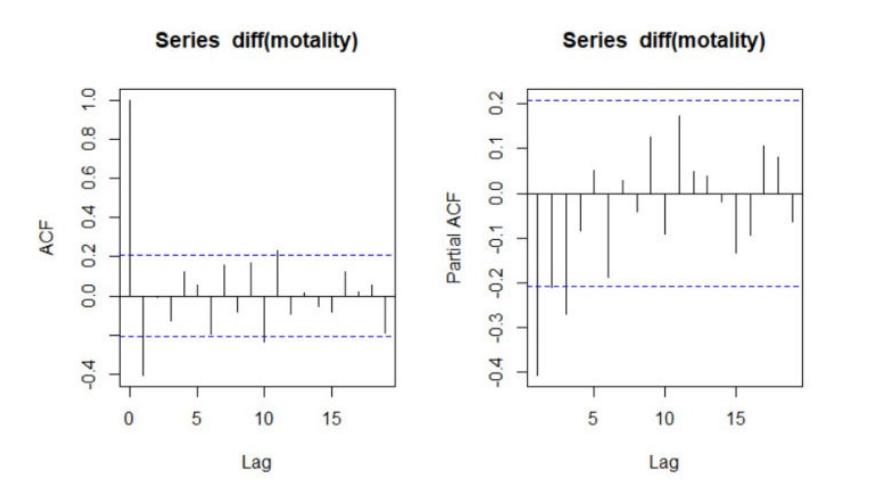 Series diff(motality)
ACF
1.0
0.8
0.6
0.4
0.2
0.0
-0.4
0 5 10 15
Lag
Series diff(motality)
Partial ACF
0.2
0.1
0.0
-0.1
-0.2
-0.3
-0.4
5 10 15
Lag